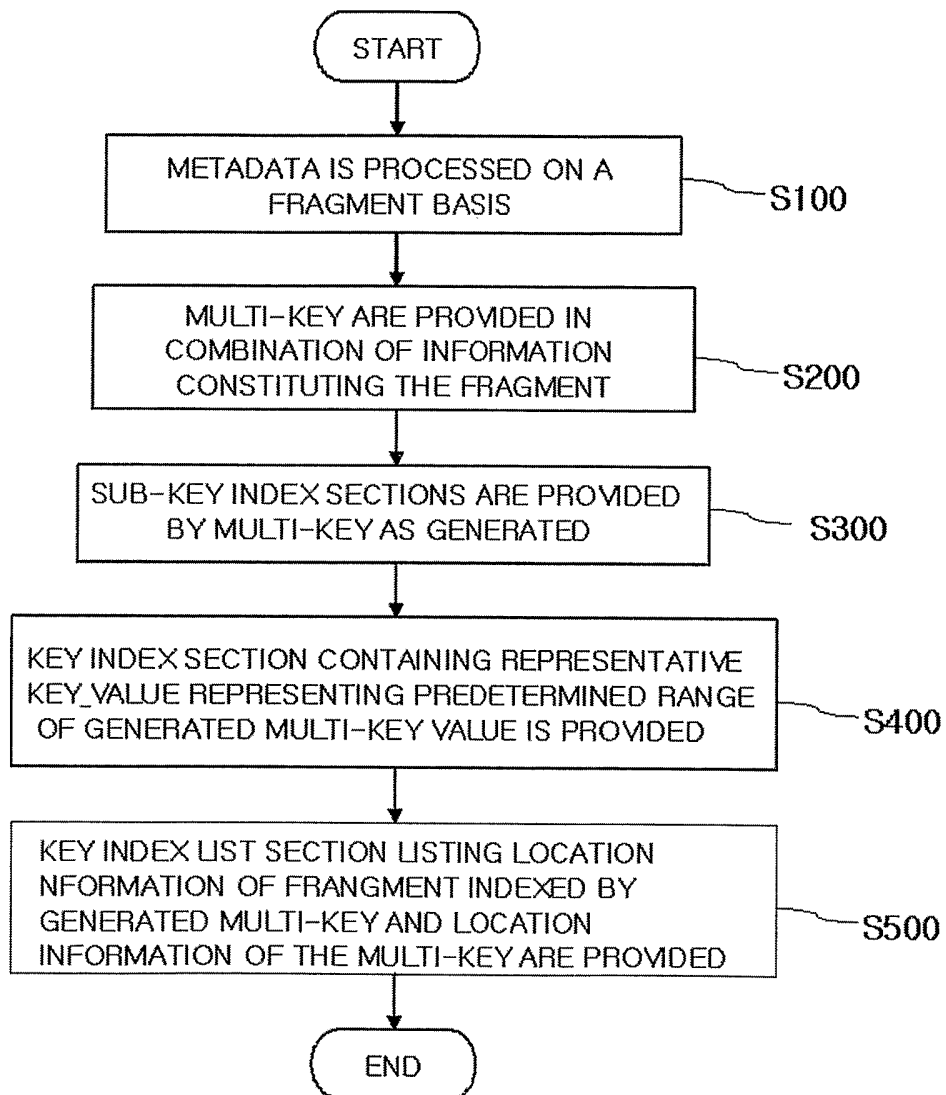 START
METADATA IS PROCESSED ON A
FRAGMENT BASIS
S100
MULTI-KEY ARE PROVIDED IN
COMBINATION OF INFORMATION
CONSTITUTING THE FRAGMENT
S200
SUB-KEY INDEX SECTIONS ARE PROVIDED
BY MULTI-KEY AS GENERATED
S300
KEY INDEX SECTION CONTAINING REPRESENTATIVE
KEY_VALUE REPRESENTING PREDETERMINED RANGE
OF GENERATED MULTI-KEY VALUE IS PROVIDED
S400
KEY INDEX LIST SECTION LISTING LOCATION
NFORMATION OF FRANGMENT INDEXED BY
GENERATED MULTI-KEY AND LOCATION
INFORMATION OF THE MULTI-KEY ARE PROVIDED
S500
END